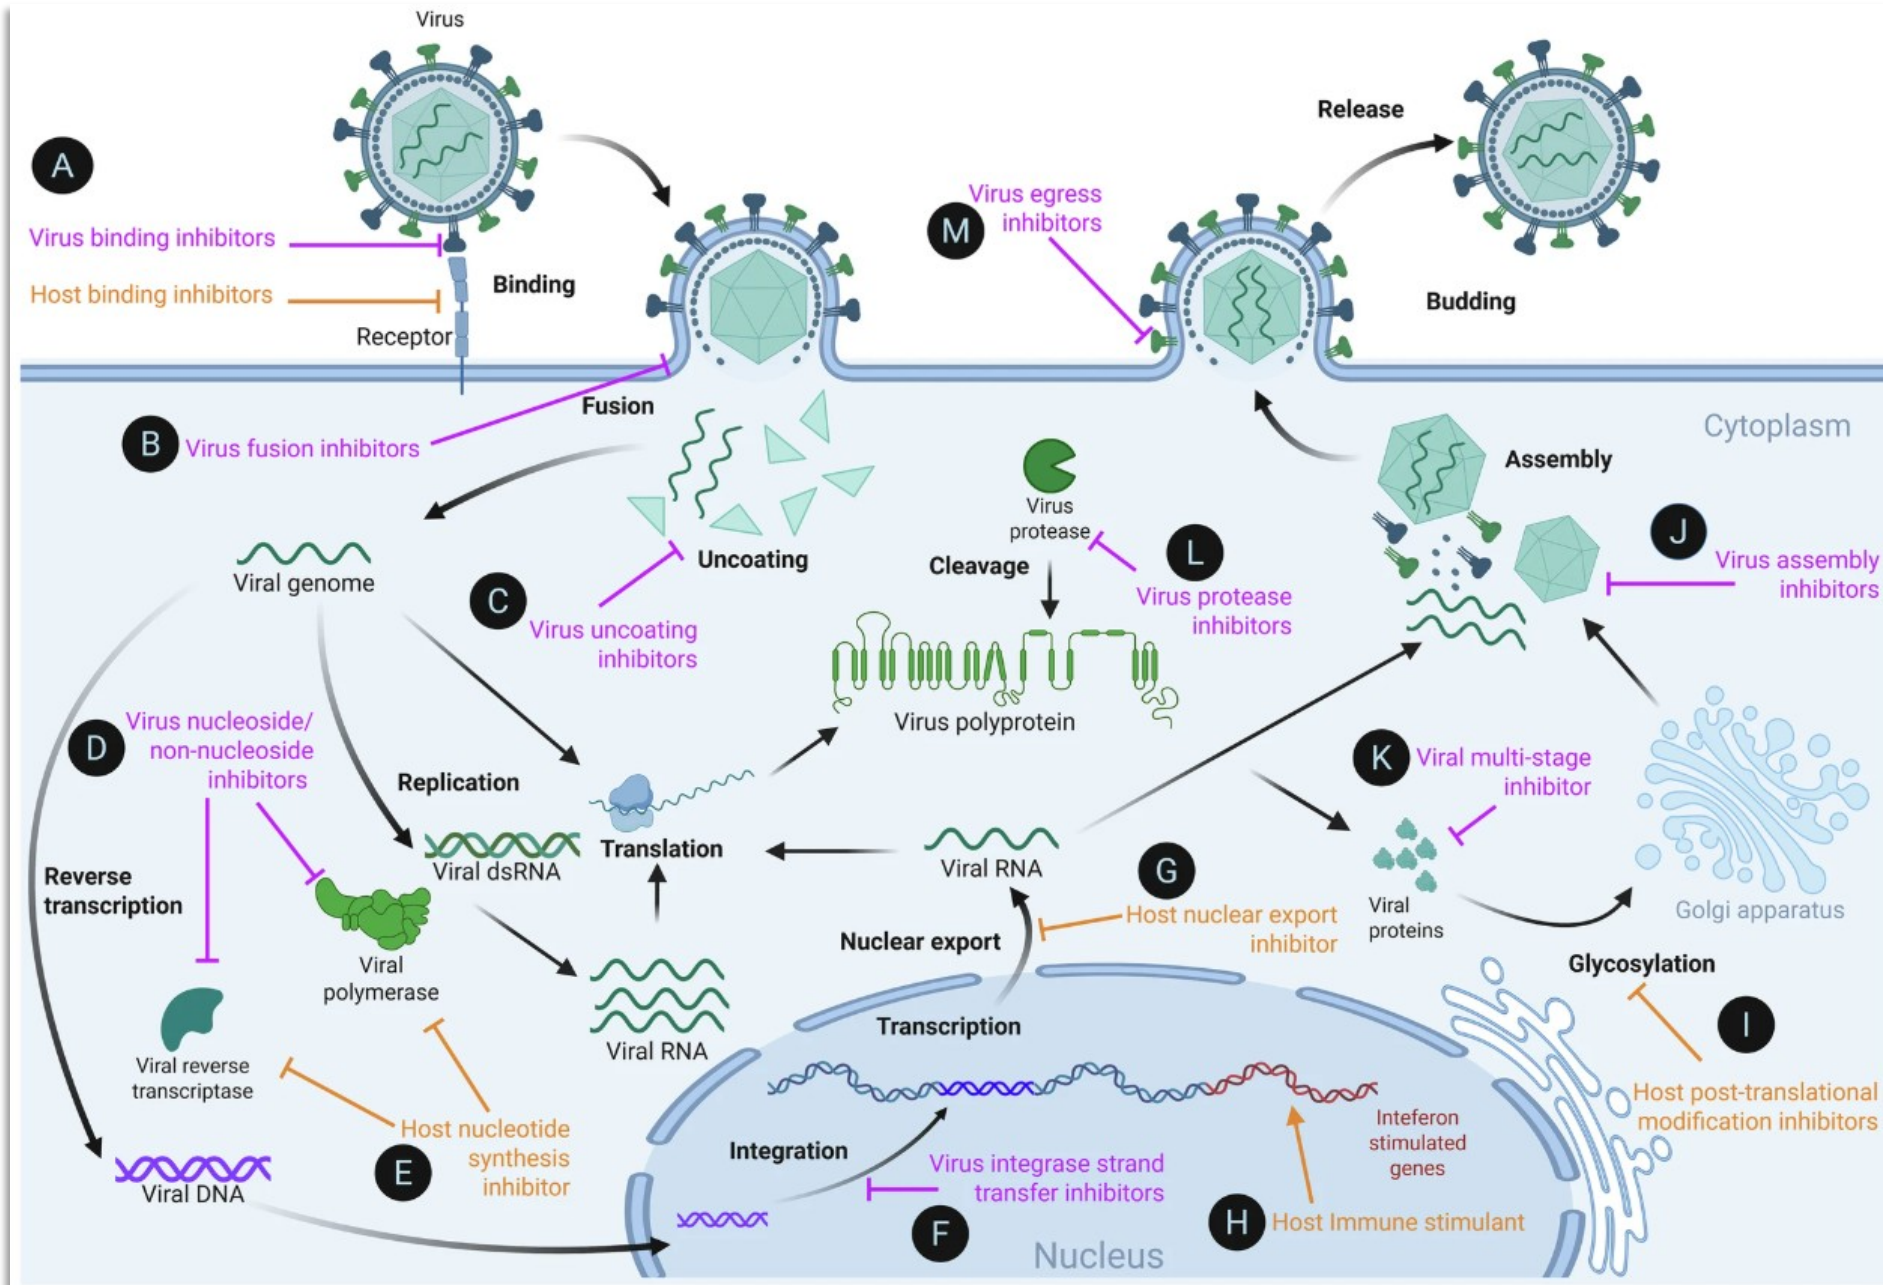 Virus
A
Virus binding inhibitors
Host binding inhibitors
Binding
Receptor
B
Virus fusion inhibitors
Fusion
Release
M
Virus egress
inhibitors
Budding
Cytoplasm
Viral genome
Uncoating
C
Virus uncoating
inhibitors
Virus
protease
Cleavage
L
Virus protease
inhibitors
Virus polyprotein
Assembly
J
Virus assembly
inhibitors
D
Virus nucleoside/
non-nucleoside
inhibitors
Replication
Viral dsRNA
Translation
Reverse
transcription
Viral
polymerase
Viral reverse
transcriptase
Viral RNA
Viral RNA
K
Viral multi-stage
inhibitor
Viral
proteins
Golgi apparatus
G
Host nuclear export
inhibitor
Nuclear export
Glycosylation
I
Host post-translational
modification inhibitors
Transcription
Viral DNA
E
Host nucleotide
synthesis
inhibitor
Integration
Virus integrase strand
transfer inhibitors
F
Inteferon
stimulated
genes
H
Host Immune stimulant
Nucleus